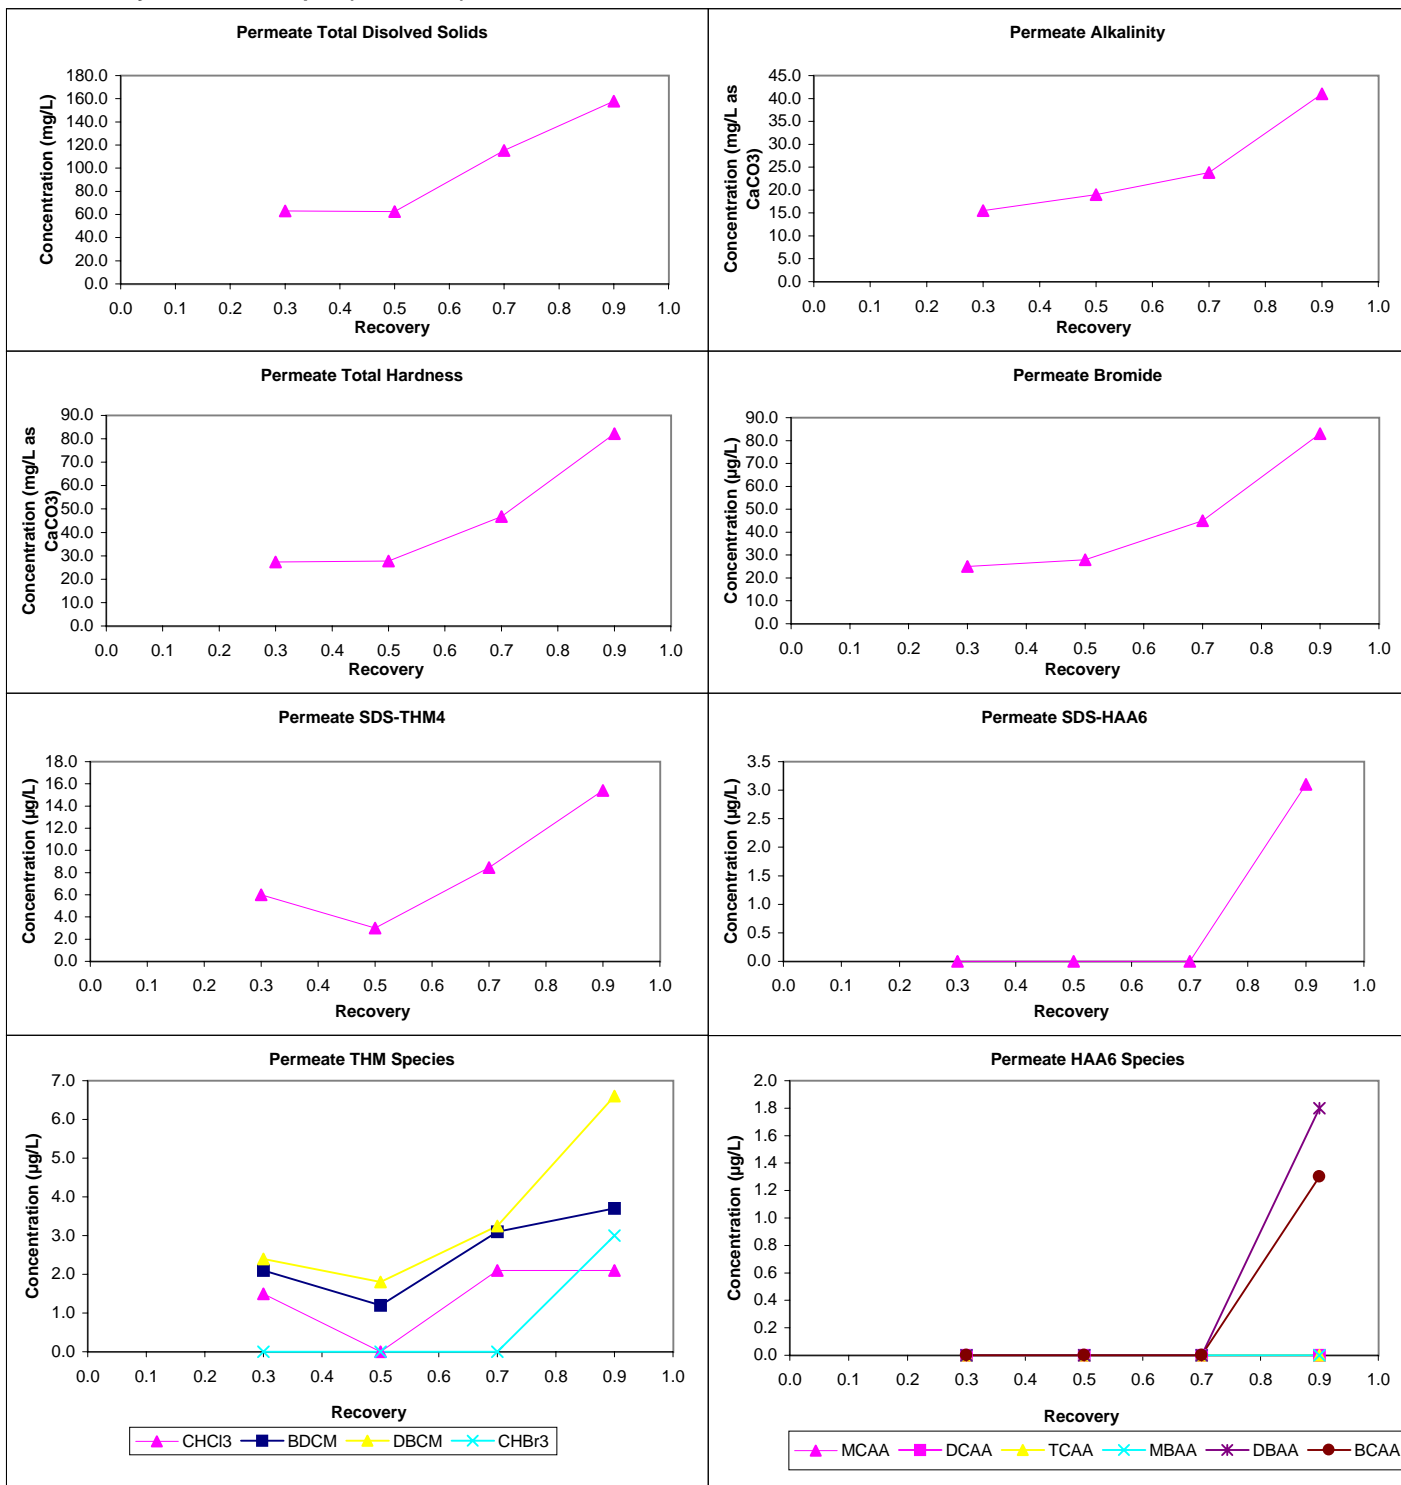 Permeate Total Disolved Solids
Concentration (mg/L)
180.0
160.0
140.0
120.0
100.0
80.0
60.0
40.0
20.0
0.0
0.0 0.1 0.2 0.3 0.4 0.5 0.6 0.7 0.8 0.9 1.0
Recovery
Permeate Alkalinity
Concentration (mg/L as
CaCO3)
45.0
40.0
35.0
30.0
25.0
20.0
15.0
10.0
5.0
0.0
0.0 0.1 0.2 0.3 0.4 0.5 0.6 0.7 0.8 0.9 1.0
Recovery
Permeate Total Hardness
Concentration (mg/L as
CaCO3)
90.0
80.0
70.0
60.0
50.0
40.0
30.0
20.0
10.0
0.0
0.0 0.1 0.2 0.3 0.4 0.5 0.6 0.7 0.8 0.9 1.0
Recovery
Permeate Bromide
Concentration (µg/L)
90.0
80.0
70.0
60.0
50.0
40.0
30.0
20.0
10.0
0.0
0.0 0.1 0.2 0.3 0.4 0.5 0.6 0.7 0.8 0.9 1.0
Recovery
Permeate SDS-THM4
Concentration (µg/L)
18.0
16.0
14.0
12.0
10.0
8.0
6.0
4.0
2.0
0.0
0.0 0.1 0.2 0.3 0.4 0.5 0.6 0.7 0.8 0.9 1.0
Recovery
Permeate SDS-HAA6
Concentration (µg/L)
3.5
3.0
2.5
2.0
1.5
1.0
0.5
0.0
0.0 0.1 0.2 0.3 0.4 0.5 0.6 0.7 0.8 0.9 1.0
Recovery
Permeate THM Species
Concentration (µg/L)
7.0
6.0
5.0
4.0
3.0
2.0
1.0
0.0
0.0 0.1 0.2 0.3 0.4 0.5 0.6 0.7 0.8 0.9 1.0
Recovery
CHCl3 BDCM DBCM CHBr3
Permeate HAA6 Species
Concentration (µg/L)
2.0
1.8
1.6
1.4
1.2
1.0
0.8
0.6
0.4
0.2
0.0
0.0 0.1 0.2 0.3 0.4 0.5 0.6 0.7 0.8 0.9 1.0
Recovery
MCAA DCAA TCAA MBAA DBAA BCAA